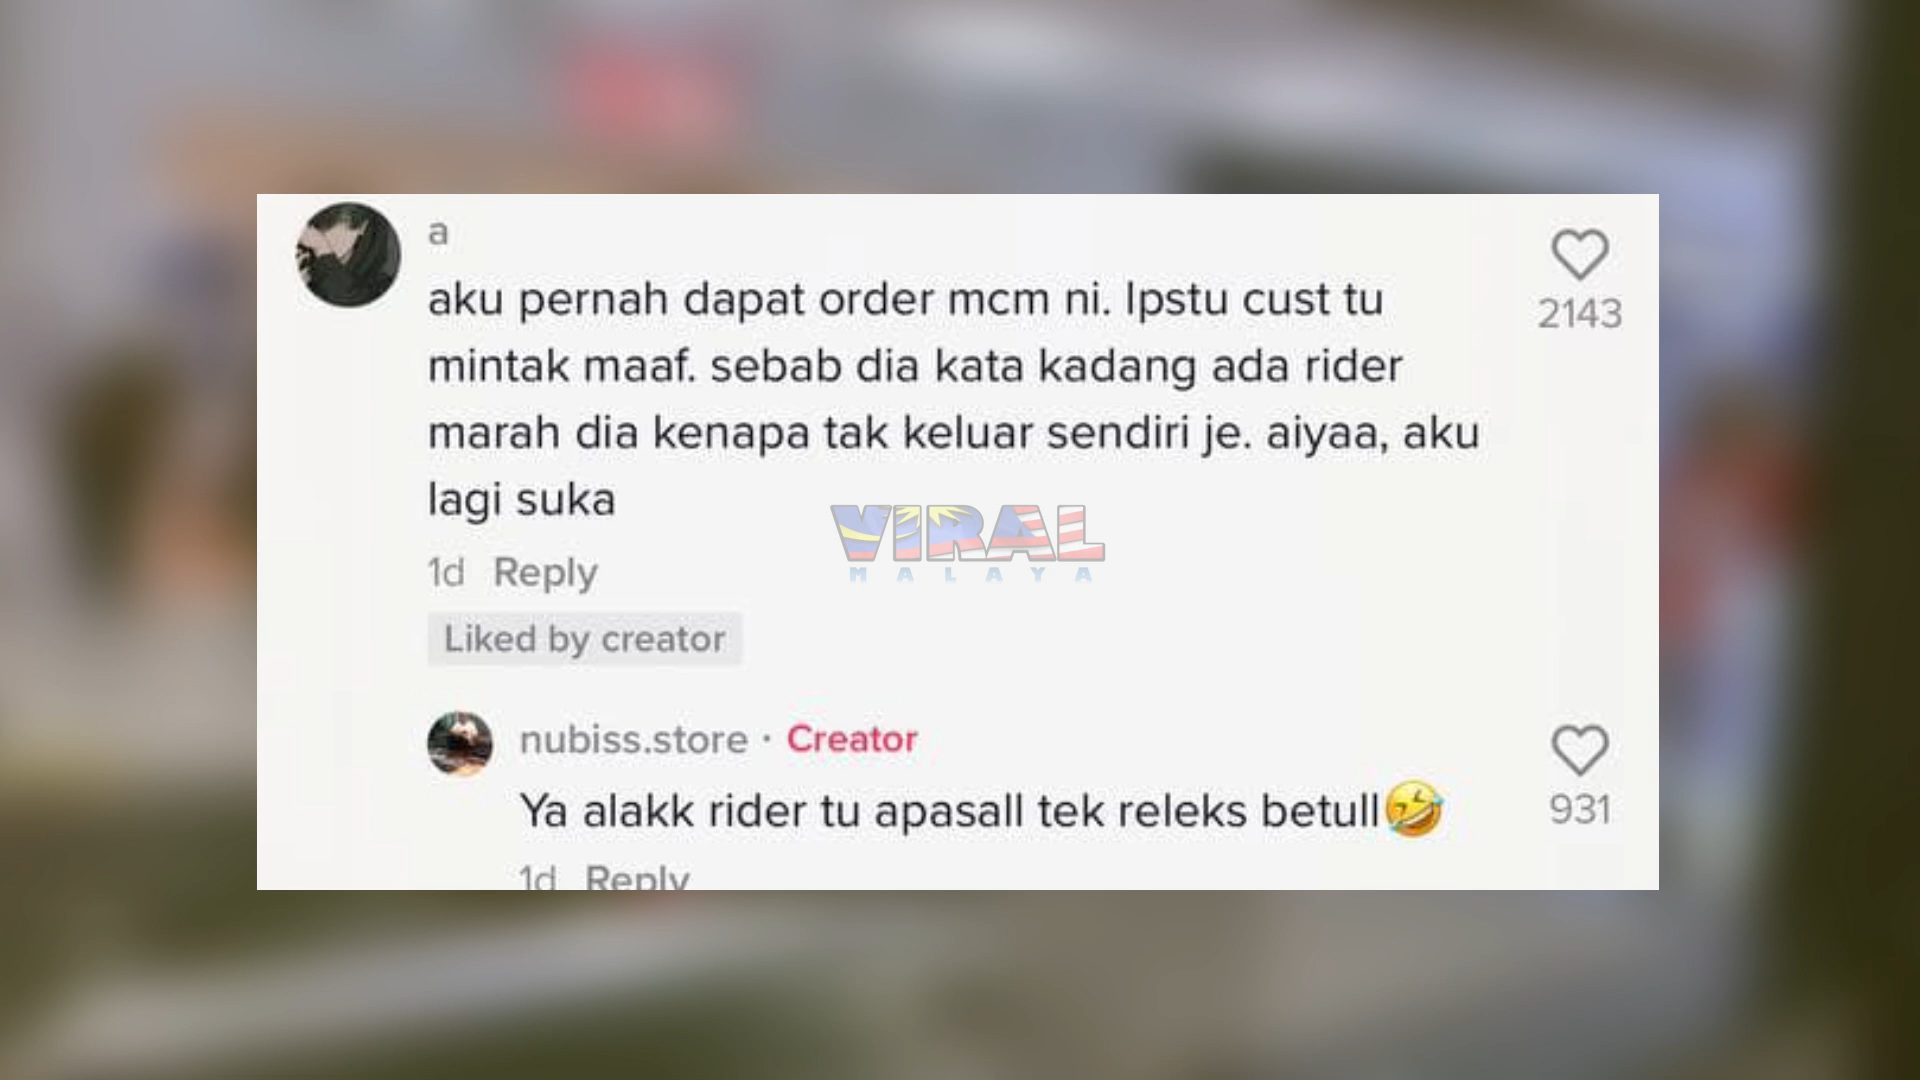 a
aku pernah dapat order mcm ni. lpstu cust tu
mintak maaf. sebab dia kata kadang ada rider
marah dia kenapa tak keluar sendiri je. aiyaa, aku
lagi suka
2143
VIRAL
MALAYA
1d Reply
Liked by creator
nubiss.store · Creator
Ya alakk rider tu apasall tek releks betull🤣
931
1d Reply